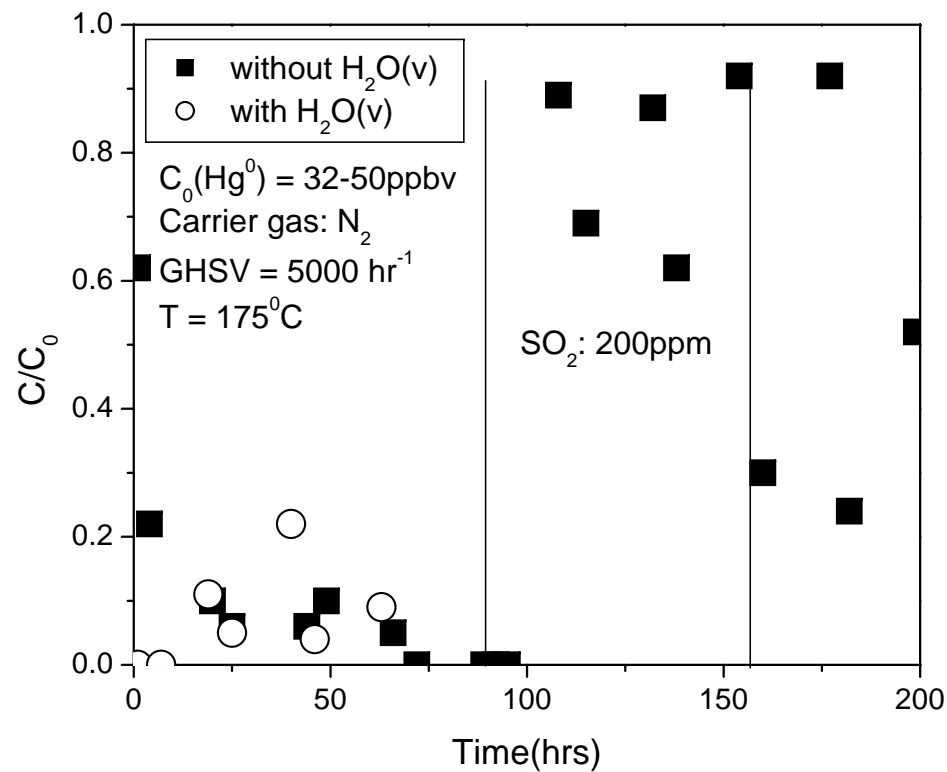 1.0
0.8
0.6
0.4
0.2
0.0
C/C₀
without H₂O(v)
with H₂O(v)
C₀(Hg⁰) = 32-50ppbv
Carrier gas: N₂
GHSV = 5000 hr⁻¹
T = 175⁰C
SO₂: 200ppm
0 50 100 150 200
Time(hrs)